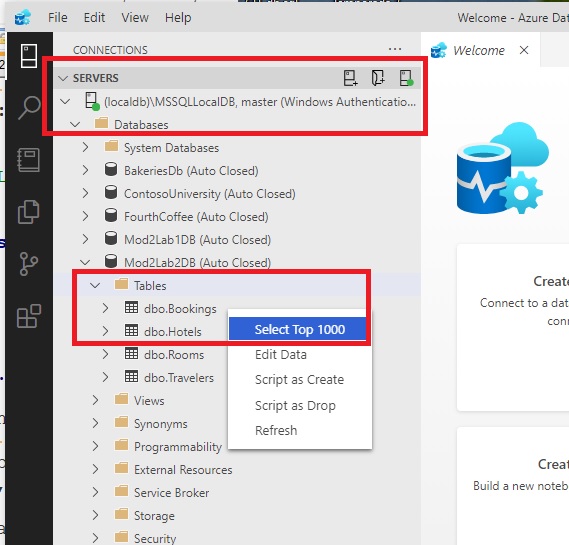 File Edit View Help
Welcome - Azure Dat
CONNECTIONS
Welcome
SERVERS
(localdb)\MSSQLLocalDB, master (Windows Authenticatio...
Databases
System Databases
BakeriesDb (Auto Closed)
ContosoUniversity (Auto Closed)
FourthCoffee (Auto Closed)
Mod2Lab1DB (Auto Closed)
Mod2Lab2DB (Auto Closed)
Tables
dbo.Bookings
dbo.Hotels
dbo.Rooms
dbo.Travelers
Select Top 1000
Edit Data
Script as Create
Script as Drop
Refresh
Views
Synonyms
Programmability
External Resources
Service Broker
Storage
Security
Create
Connect to a data
conn
Creat
Build a new noteb